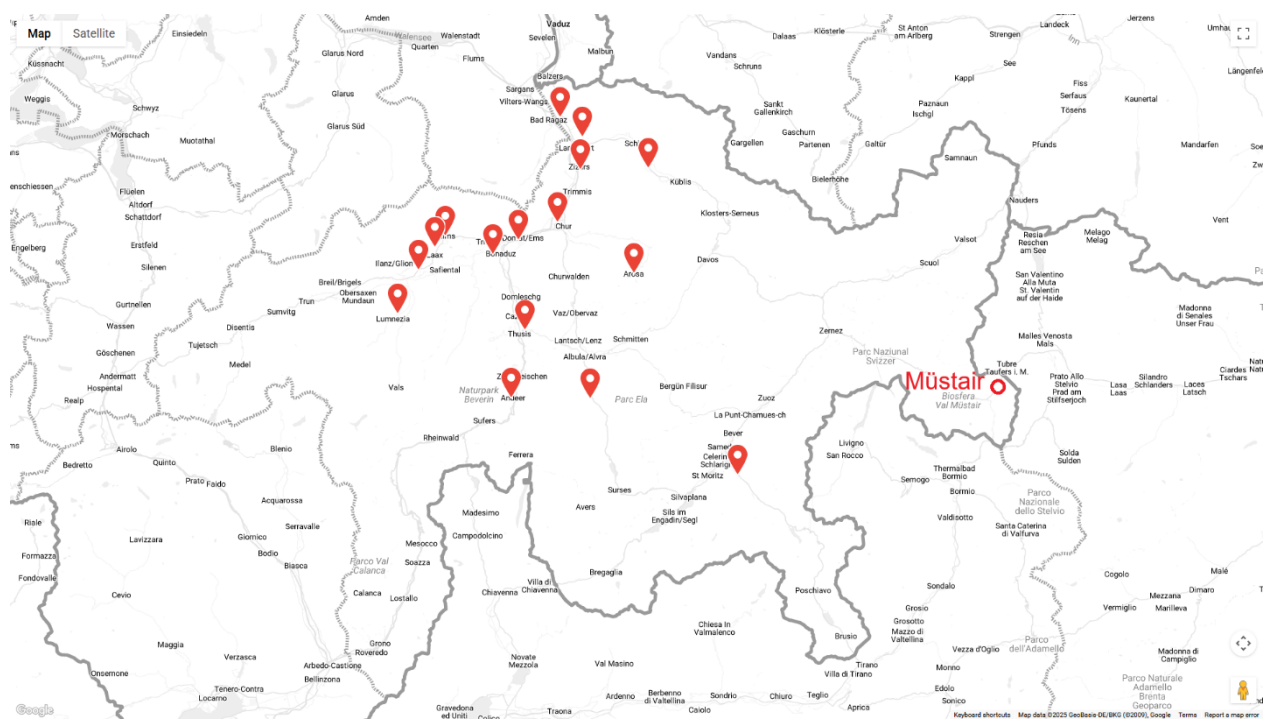 Map
Satellite
Einsiedeln
Amden
Walensee
Walenstadt
Quarten
Flums
Vaduz
Sevelen
Malbun
Balzers
Dalaas
Klösterle
St Anton
am Arlberg
Strengen
Landeck
Inn
Jerzens
Küssnacht
Glarus Nord
Sargans
Vilters-Wangs
Bad Ragaz
Vandans
Schruns
See
Kappl
Fiss
Serfaus
Tösens
Kaunertal
Weggis
Schwyz
Glarus
Sankt
Gallenkirch
Paznaun
Ischgl
Morschach
Muotathal
Glarus Süd
Gargellen
Gaschurn
Partenen
Galtür
Samnaun
Pfunds
Mandarfen
Küblis
Bielerhöhe
Flüelen
Altdorf
Schattdorf
Trimmis
Klosters-Serneus
Nauders
Vent
Engelberg
Erstfeld
Chur
Valsot
Resia
Reschen
am See
Melago
Melag
Silenen
Ilanz/Glion
Laax
Safiental
Bonaduz
Davos
Scuol
Arosa
Churwalden
San Valentino
Alla Muta
St. Valentin
auf der Haide
Breil/Brigels
Obersaxen
Mundaun
Trun
Sumvitg
Lumnezia
Domleschg
Vaz/Obervaz
Gurtnellen
Wassen
Disentis
Tujetsch
Medel
Thusis
Lantsch/Lenz
Schmitten
Zernez
Malles Venosta
Mals
Madonna
di Senales
Unser Frau
Göschenen
Albula/Alvra
Parc Naziunal
Svizzer
Andermatt
Hospental
Realp
Vals
Naturpark
Beverin
Andeer
Parc Ela
Bergün Filisur
Zuoz
La Punt-Chamues-ch
Müstair
Biosfera
Val Müstair
Tubre
Taufers i. M.
Prato Allo
Stelvio
Prad am
Stilfserjoch
Lasa
Laas
Silandro
Schlanders
Laces
Latsch
Ciardes
Tschars
Sufers
Rheinwald
Bever
St Moritz
Livigno
San Rocco
Airolo
Bedretto
Quinto
Blenio
Ferrera
Solda
Sulden
Prato
Faido
Acquarossa
Surses
Silvaplana
Sils im
Engadin/Segl
Semogo
Thermalbad
Bormio
Bormio
Parco
Nazionale
dello Stelvio
Avers
Madesimo
Campodolcino
Riale
Formazza
Fondovalle
Lavizzara
Giornico
Bodio
Serravalle
Biasca
Mesocco
Soazza
Valdisotto
Santa Caterina
di Valfurva
Parco Val
Calanca
Calanca
Lostallo
Bregaglia
Chiavenna
Villa di
Chiavenna
Poschiavo
Sondalo
Cogolo
Malé
Cevio
Grosio
Grosotto
Mazzo di
Valtellina
Mezzana
Dimaro
Vermiglio
Marilleva
Chiesa In
Valmalenco
Brusio
Maggia
Verzasca
Onsernone
Grono
Roveredo
Arbedo-Castione
Bellinzona
Novate
Mezzola
Val Masino
Tirano
Villa di Tirano
Vezza d'Oglio
Monno
Parco
dell'Adamello
Madonna di
Campiglio
Tenero-Contra
Locarno
Gravedona
ed Uniti
Traona
Ardenno
Berbenno
di Valtellina
Caiolo
Sondrio
Chiuro
Teglio
Aprica
Edolo
Sonico
Parco Naturale
Adamello
Brenta
Geoparco
Google
Keyboard shortcuts
Map data ©2025 GeoBasis-DE/BKG (©2009), Google
Terms
Report a map error